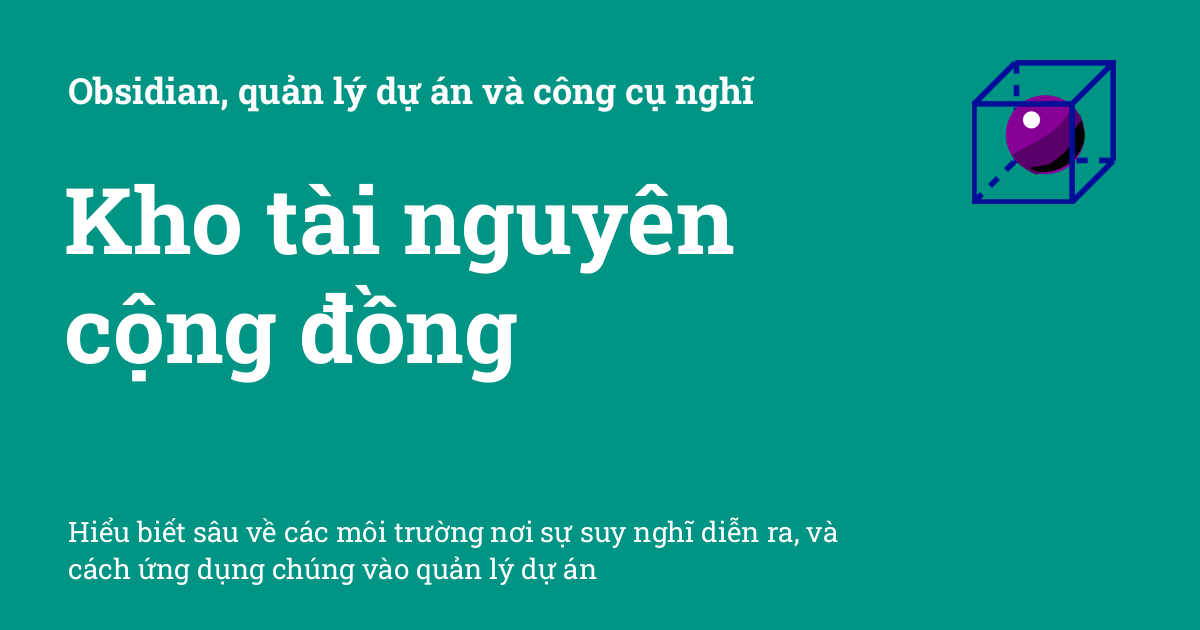 Obsidian, quản lý dự án và công cụ nghĩ
Kho tài nguyên
cộng đồng
Hiểu biết sâu về các môi trường nơi sự suy nghĩ diễn ra, và
cách ứng dụng chúng vào quản lý dự án